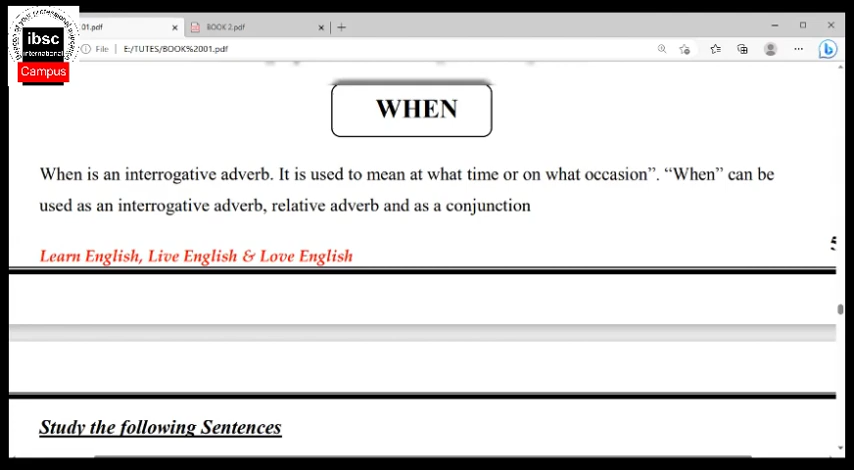 01.pdf
BOOK 2.pdf
ibsc
international
Campus
File | E:/TUTES/BOOK%2001.pdf
WHEN
When is an interrogative adverb. It is used to mean at what time or on what occasion”. “When” can be
used as an interrogative adverb, relative adverb and as a conjunction
Learn English, Live English & Love English
Study the following Sentences